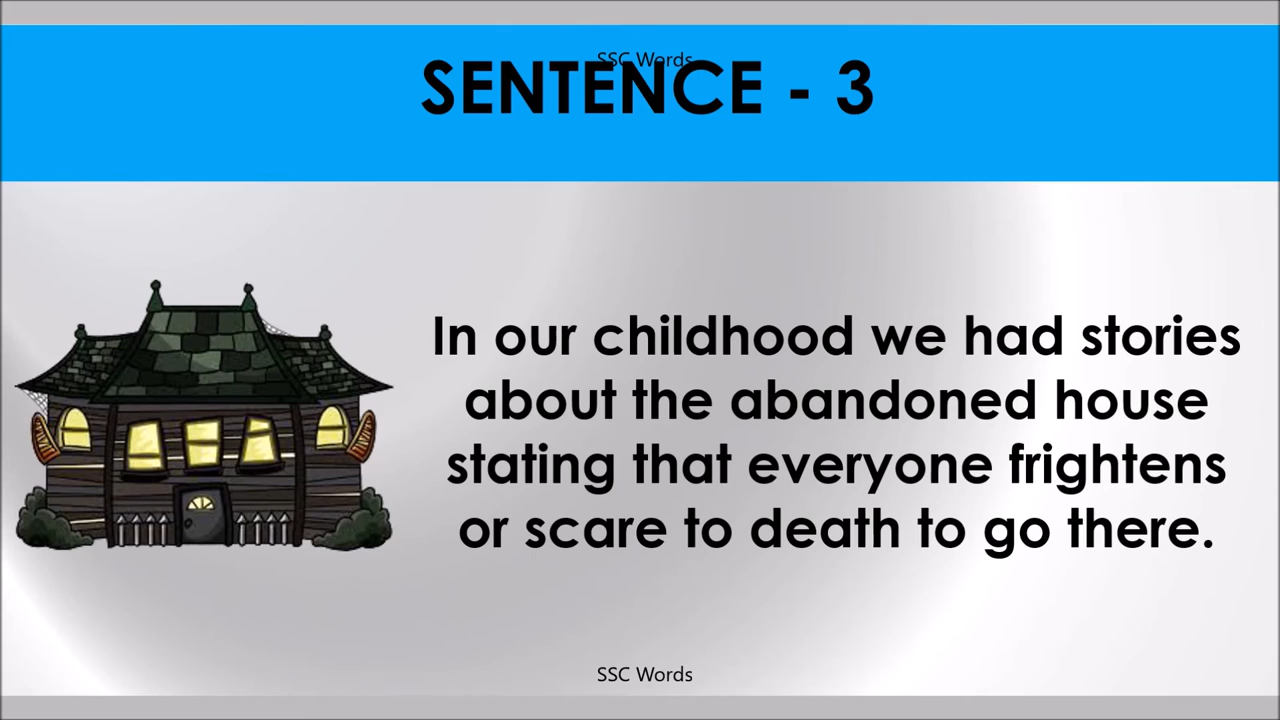 SSC Words
SENTENCE - 3
In our childhood we had stories
about the abandoned house
stating that everyone frightens
or scare to death to go there.
SSC Words